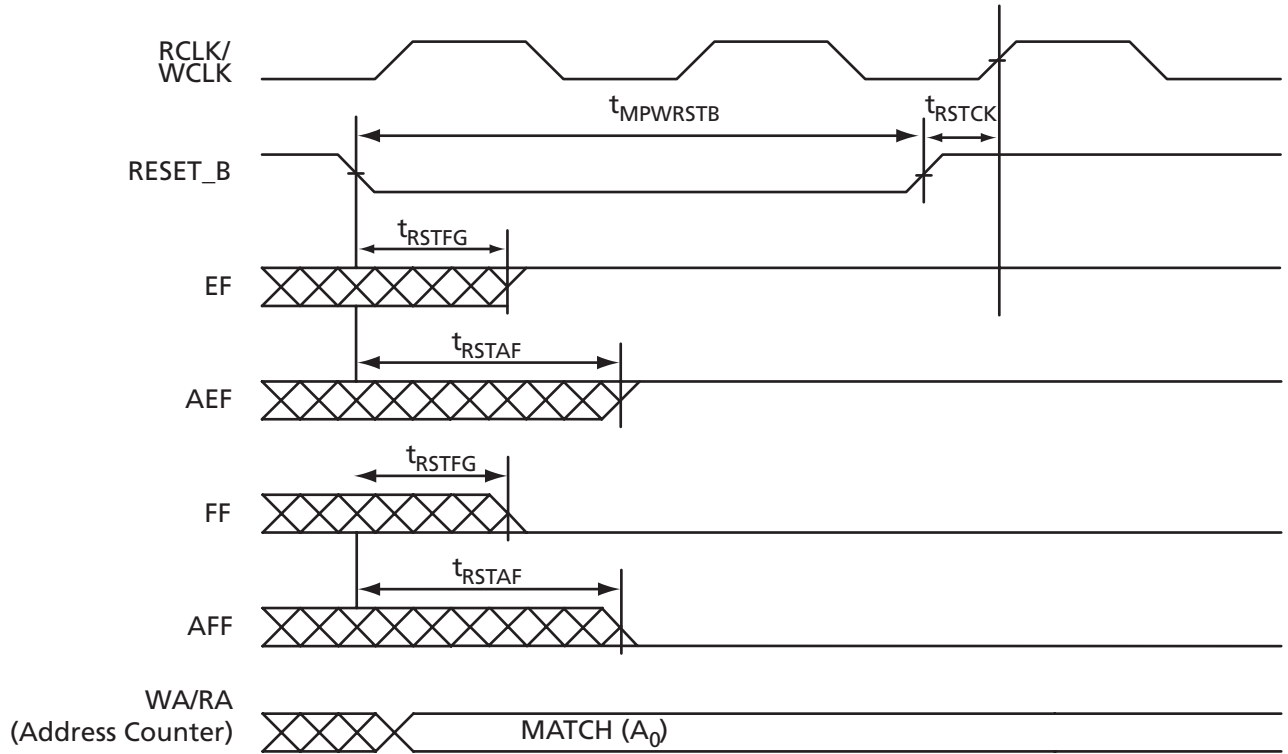 RCLK/
WCLK
tMPWRSTB
tRSTCK
RESET_B
tRSTFG
EF
tRSTAF
AEF
tRSTFG
FF
tRSTAF
AFF
WA/RA
(Address Counter)
MATCH (A0)